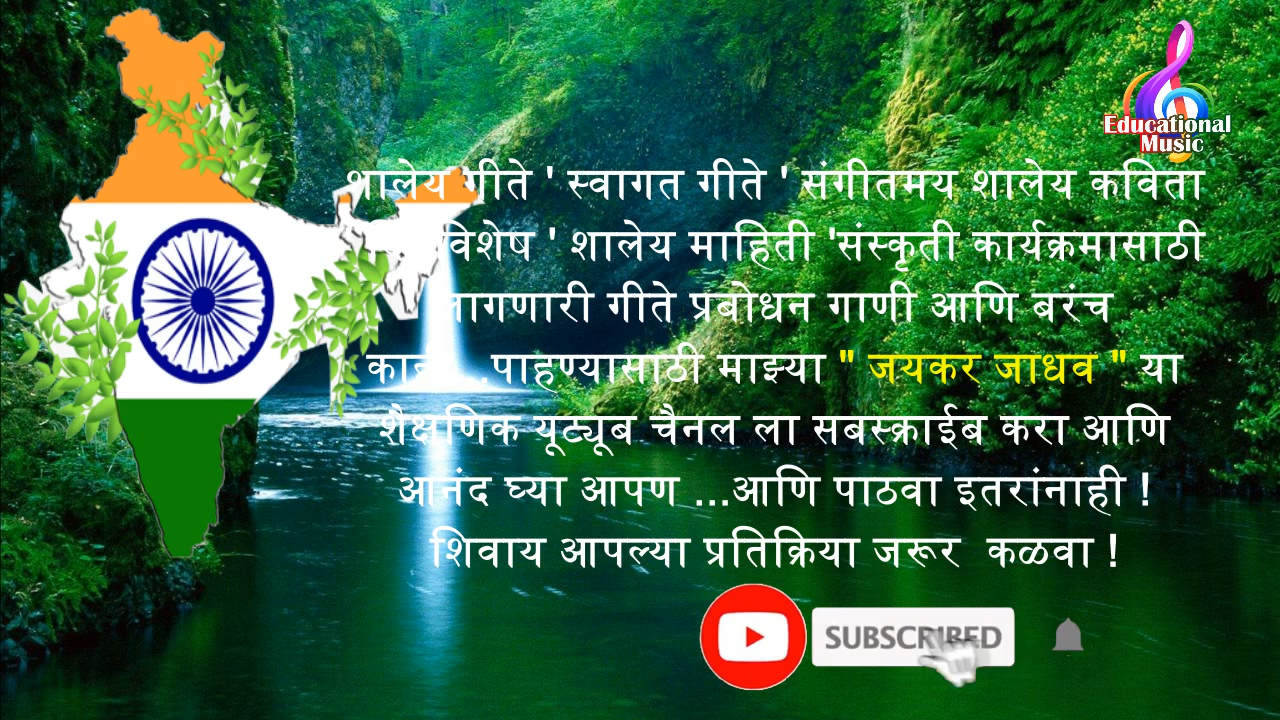 Educational
Music
शालेय गीते ' स्वागत गीते ' संगीतमय शालेय कविता
विशेष ' शालेय माहिती 'संस्कृती कार्यक्रमासाठी
लागणारी गीते प्रबोधन गाणी आणि बरंच
...पाहण्यासाठी माझ्या " जयकर जाधव " या
शैक्षणिक यूट्यूब चैनल ला सबस्क्राईब करा आणि
आनंद घ्या आपण ...आणि पाठवा इतरांनाही !
शिवाय आपल्या प्रतिक्रिया जरूर कळवा !
SUBSCRIBED